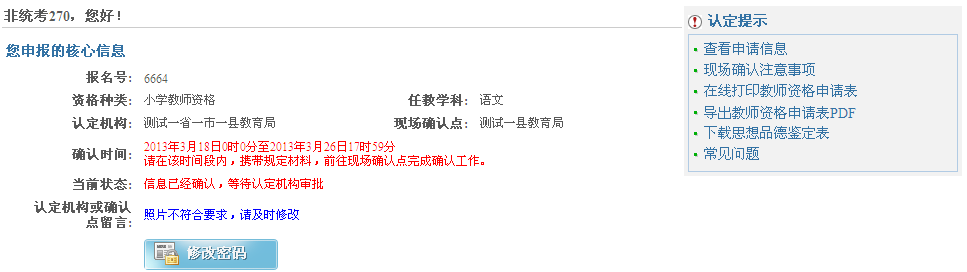 非统考270，您好！
您申报的核心信息
报名号： 6664
资格种类： 小学教师资格 任教学科： 语文
认定机构： 测试一省一市一县教育局 现场确认点： 测试一县教育局
确认时间： 2013年3月18日0时0分至2013年3月26日17时59分
请在该时间段内，携带规定材料，前往现场确认点完成确认工作。
当前状态： 信息已经确认，等待认定机构审批
认定机构或确认
点留言： 照片不符合要求，请及时修改
修改密码
认定提示
查看申请信息
现场确认注意事项
在线打印教师资格申请表
导出教师资格申请表PDF
下载思想品德鉴定表
常见问题